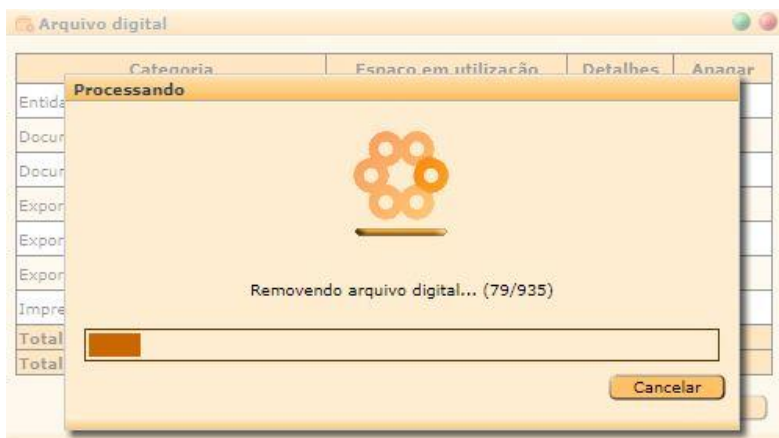 Arquivo digital
Categoria Espaço em utilização Detalhes Apagar
Processando
Removendo arquivo digital... (79/935)
Total
Total
Cancelar